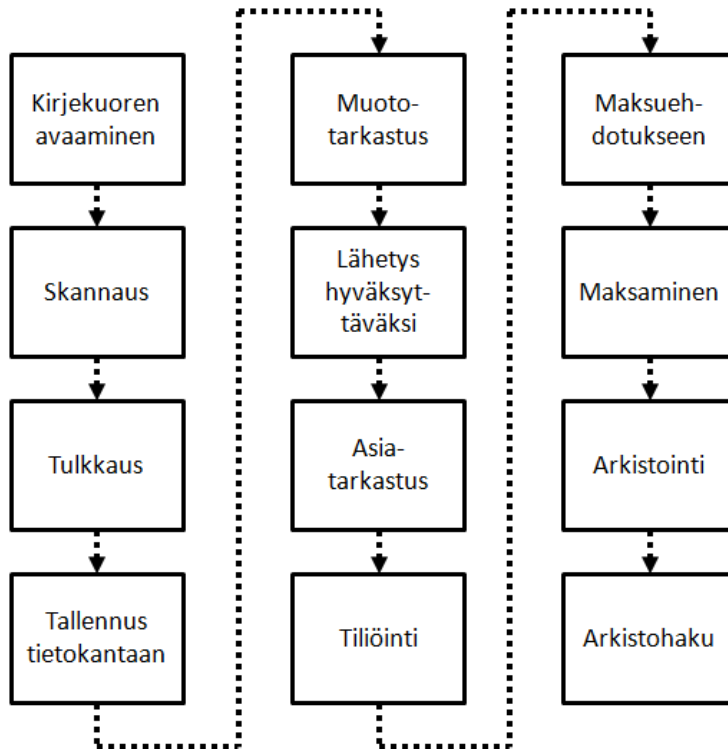 Kirjekuoren
avaaminen
Skannaus
Tulkkaus
Tallennus
tietokantaan
Muoto-
tarkastus
Lähetys
hyväksyt-
täväksi
Asia-
tarkastus
Tiliöinti
Maksueh-
dotukseen
Maksaminen
Arkistointi
Arkistohaku